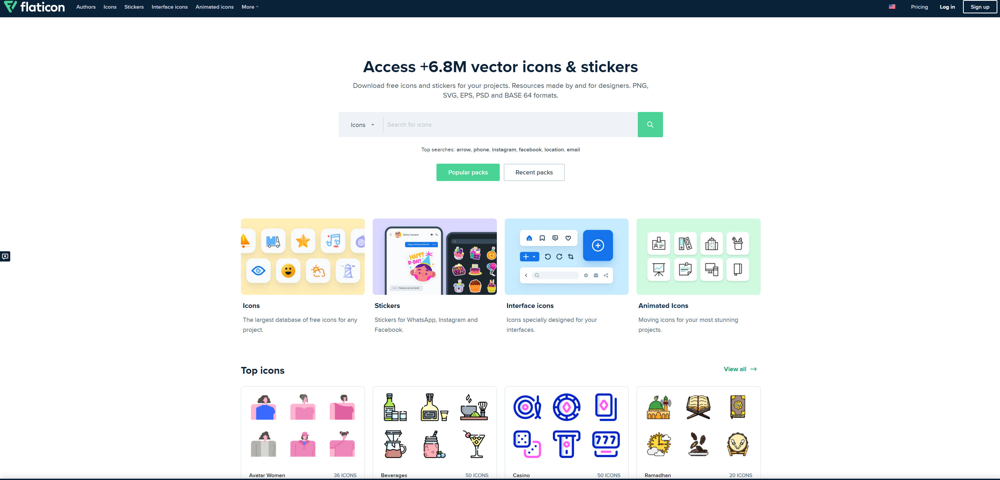 flaticon
Authors Icons Stickers Interface icons Animated icons More
Pricing Log in Sign up
Access +6.8M vector icons & stickers
Download free icons and stickers for your projects. Resources made by and for designers. PNG,
SVG, EPS, PSD and BASE 64 formats.
Icons Search for icons
Top searches: arrow, phone, instagram, facebook, location, email
Popular packs Recent packs
Esther Howard
Happy birthday Esther!!!
HAPPY
B-DAY!
Thanks a lot my friend!
Icons
The largest database of free icons for any
project.
Stickers
Stickers for WhatsApp, Instagram and
Facebook.
Interface icons
Icons specially designed for your
interfaces.
Animated Icons
Moving icons for your most stunning
projects.
Top icons
View all
777
Avatar Women 36 ICONS
Beverages 50 ICONS
Casino 50 ICONS
Ramadhan 20 ICONS